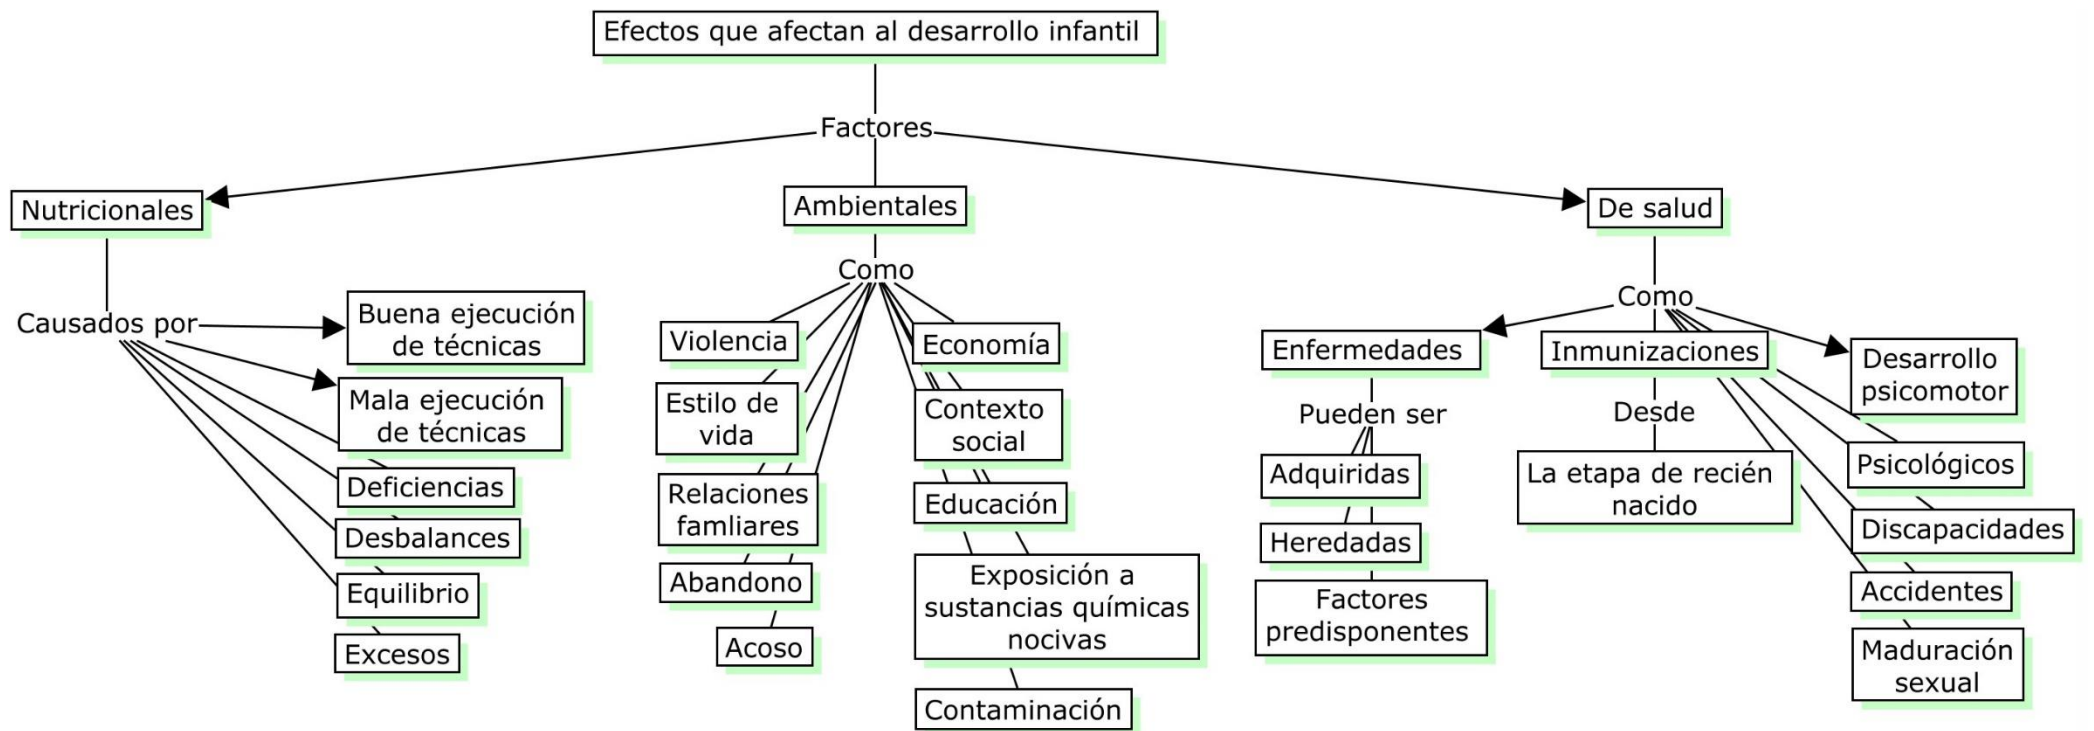 Efectos que afectan al desarrollo infantil
Factores
Nutricionales
Ambientales
De salud
Causados por
Buena ejecución
de técnicas
Mala ejecución
de técnicas
Deficiencias
Desbalances
Equilibrio
Excesos
Como
Violencia
Estilo de
vida
Relaciones
famliares
Abandono
Acoso
Economía
Contexto
social
Educación
Exposición a
sustancias químicas
nocivas
Contaminación
Como
Enfermedades
Pueden ser
Adquiridas
Heredadas
Factores
predisponentes
Inmunizaciones
Desde
La etapa de recién
nacido
Desarrollo
psicomotor
Psicológicos
Discapacidades
Accidentes
Maduración
sexual